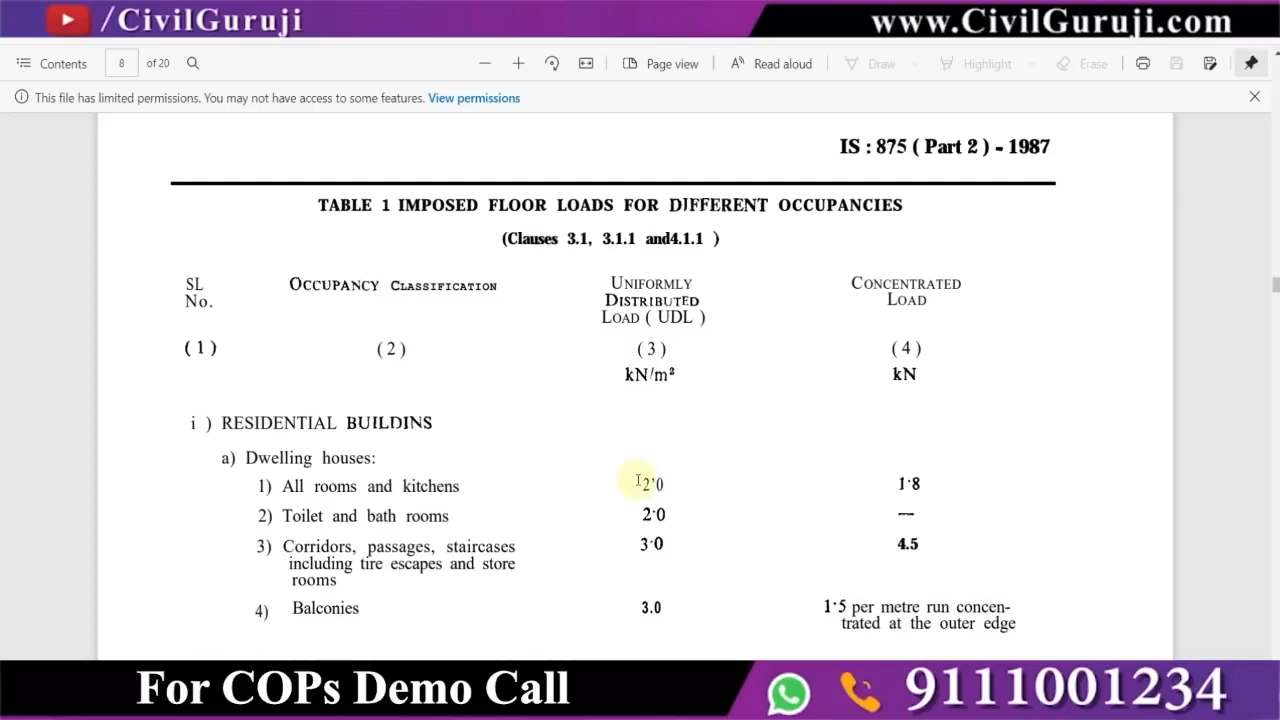 /CivilGuruji
www.CivilGuruji.com
Contents 8 of 20 Page view Read aloud Draw Highlight Erase
This file has limited permissions. You may not have access to some features. View permissions
IS : 875 ( Part 2 ) - 1987
TABLE 1 IMPOSED FLOOR LOADS FOR DIFFERENT OCCUPANCIES
(Clauses 3.1, 3.1.1 and4.1.1 )
SL No. OCCUPANCY CLASSIFICATION UNIFORMLY DISTRIBUTED LOAD ( UDL ) CONCENTRATED LOAD
( 1 ) ( 2 ) ( 3 ) ( 4 )
kN/m² kN
i ) RESIDENTIAL BUILDINS
a) Dwelling houses:
1) All rooms and kitchens 2'0 1·8
2) Toilet and bath rooms 2·0 —
3) Corridors, passages, staircases 3·0 4.5
including tire escapes and store
rooms
4) Balconies 3.0 1·5 per metre run concen-
trated at the outer edge
For COPs Demo Call 9111001234